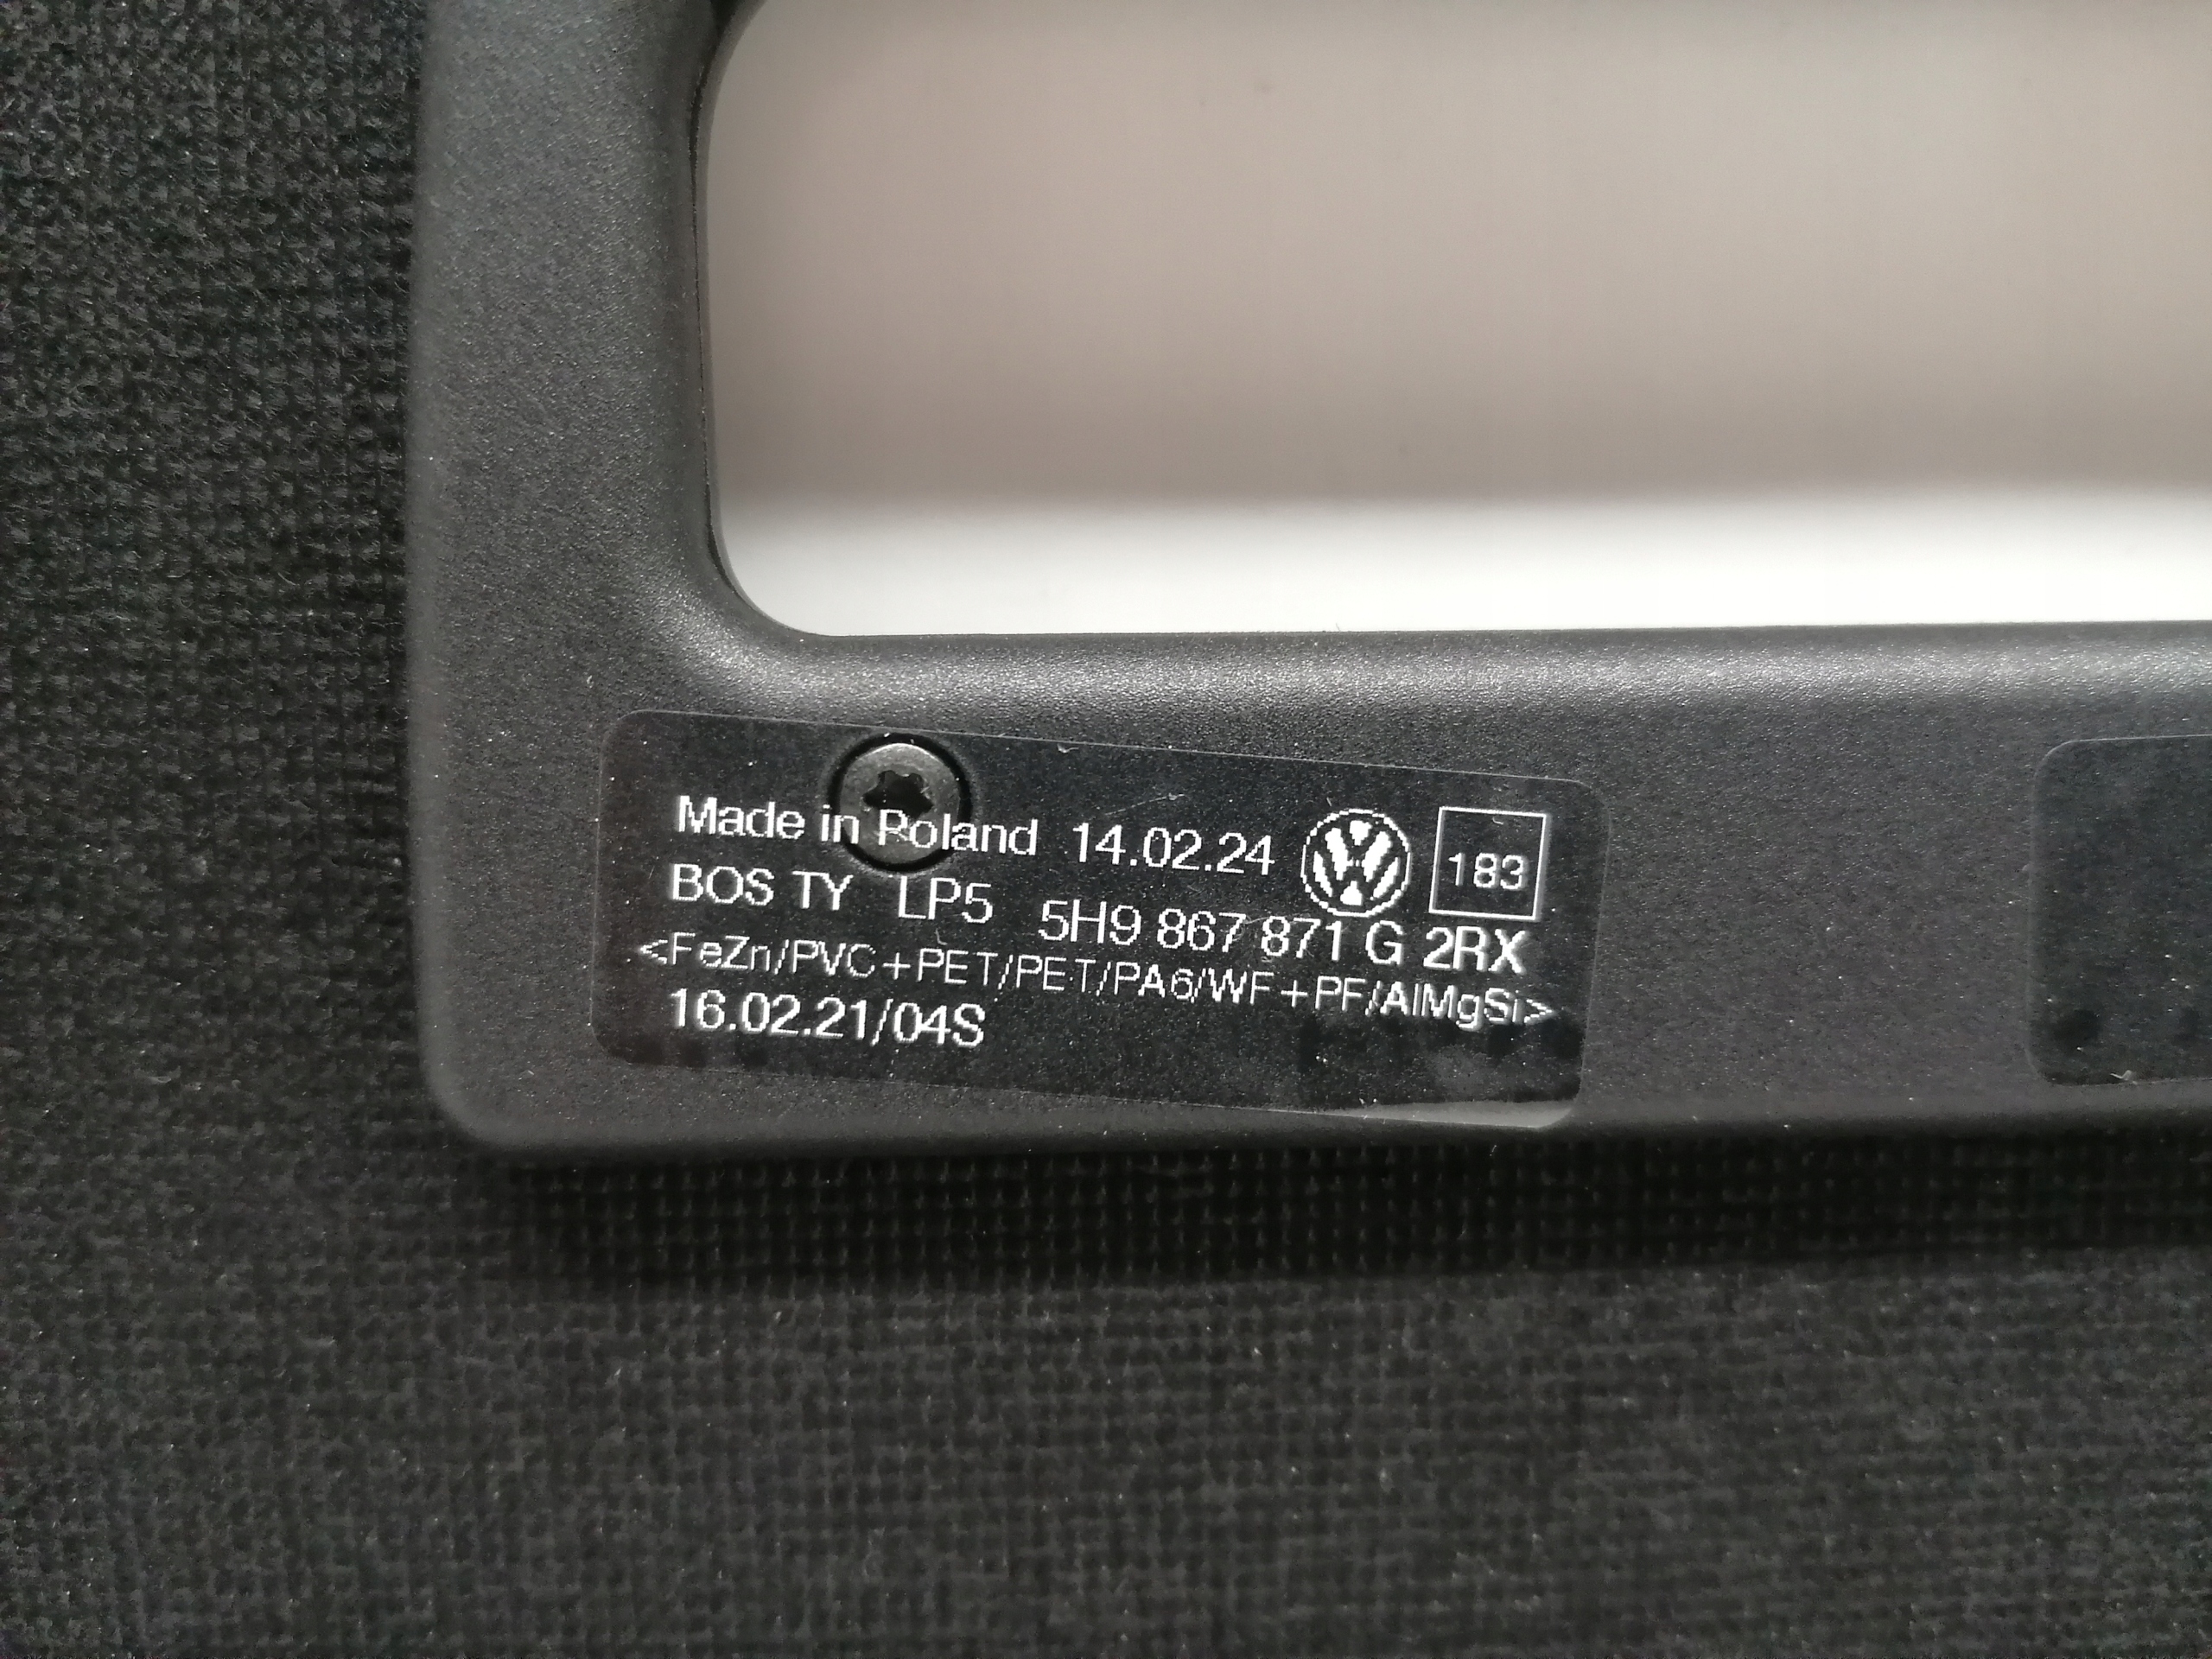 Made in Poland 14.02.24 183
BOS TY LP5 5H9 867 871 G 2RX
<FeZn/PVC+PET/PET/PA6/WF+PF/AlMgSi>
16.02.21/04S